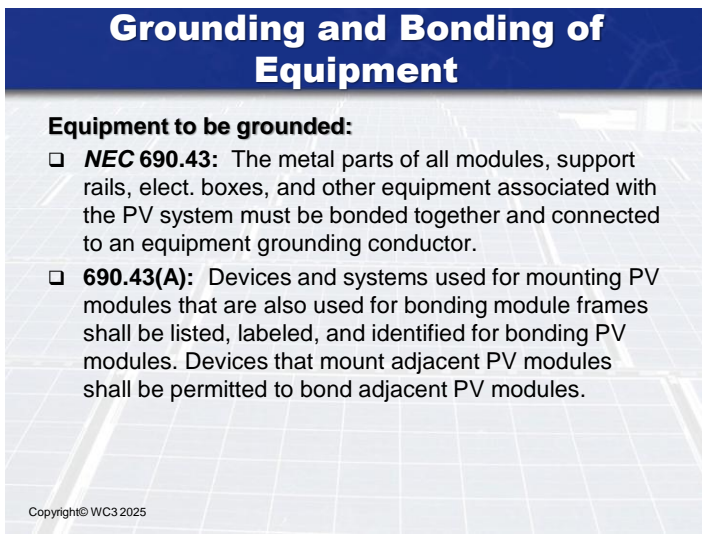 Grounding and Bonding of
Equipment
Equipment to be grounded:
❑ NEC 690.43: The metal parts of all modules, support
rails, elect. boxes, and other equipment associated with
the PV system must be bonded together and connected
to an equipment grounding conductor.
❑ 690.43(A): Devices and systems used for mounting PV
modules that are also used for bonding module frames
shall be listed, labeled, and identified for bonding PV
modules. Devices that mount adjacent PV modules
shall be permitted to bond adjacent PV modules.
Copyright© WC3 2025